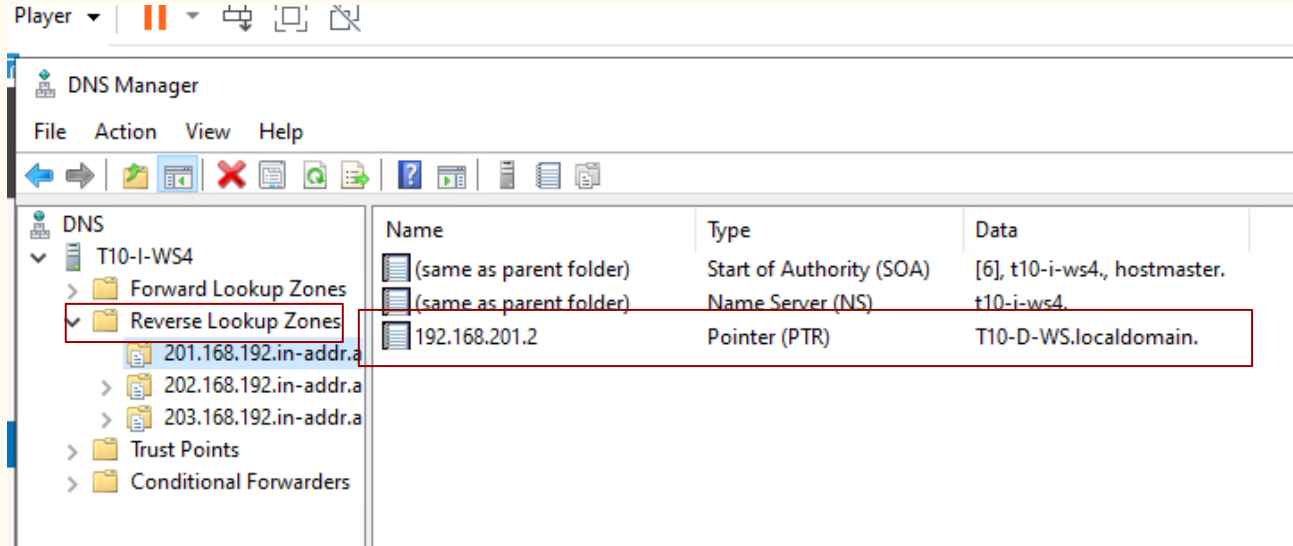 Player
DNS Manager
File Action View Help
DNS
T10-I-WS4
Forward Lookup Zones
Reverse Lookup Zones
201.168.192.in-addr.a
202.168.192.in-addr.a
203.168.192.in-addr.a
Trust Points
Conditional Forwarders
Name Type Data
(same as parent folder) Start of Authority (SOA) [6], t10-i-ws4., hostmaster.
(same as parent folder) Name Server (NS) t10-i-ws4.
192.168.201.2 Pointer (PTR) T10-D-WS.localdomain.